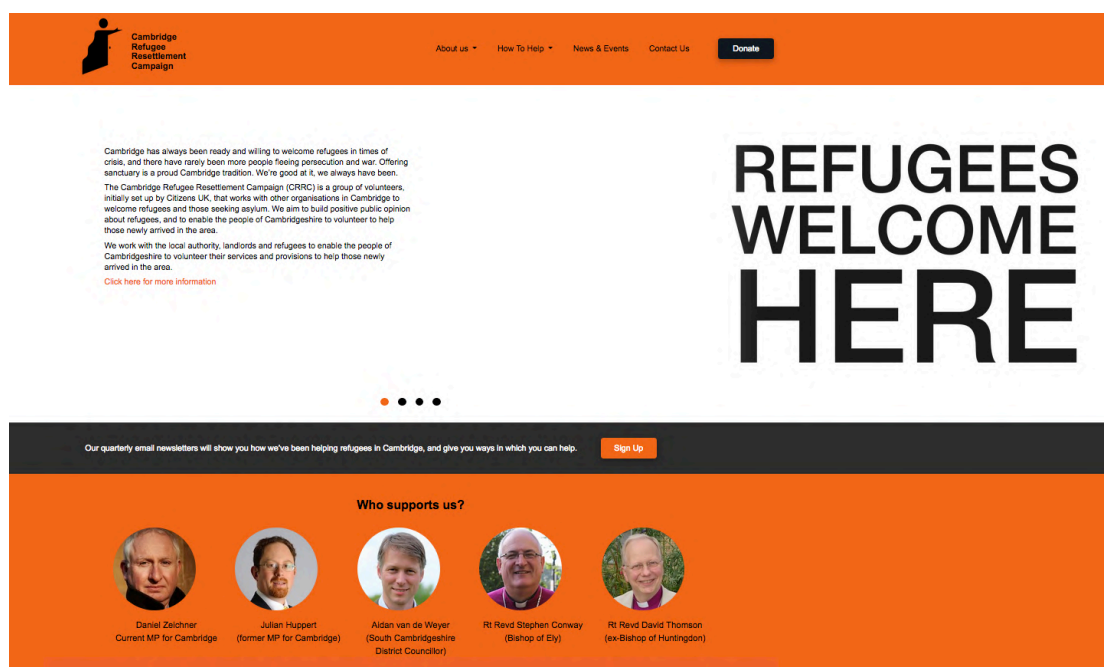 Cambridge
Refugee
Resettlement
Campaign
About us
How To Help
News & Events
Contact Us
Donate
Cambridge has always been ready and willing to welcome refugees in times of
crisis, and there have rarely been more people fleeing persecution and war. Offering
sanctuary is a proud Cambridge tradition. We're good at it, we always have been.
The Cambridge Refugee Resettlement Campaign (CRRC) is a group of volunteers,
initially set up by Citizens UK, that works with other organisations in Cambridge to
welcome refugees and those seeking asylum. We aim to build positive public opinion
about refugees, and to enable the people of Cambridgeshire to volunteer to help
those newly arrived in the area.
We work with the local authority, landlords and refugees to enable the people of
Cambridgeshire to volunteer their services and provisions to help those newly
arrived in the area.
Click here for more information
REFUGEES
WELCOME
HERE
Our quarterly email newsletters will show you how we've been helping refugees in Cambridge, and give you ways in which you can help.
Sign Up
Who supports us?
Daniel Zeichner
Current MP for Cambridge
Julian Huppert
(former MP for Cambridge)
Aidan van de Weyer
(South Cambridgeshire
District Councillor)
Rt Revd Stephen Conway
(Bishop of Ely)
Rt Revd David Thomson
(ex-Bishop of Huntingdon)